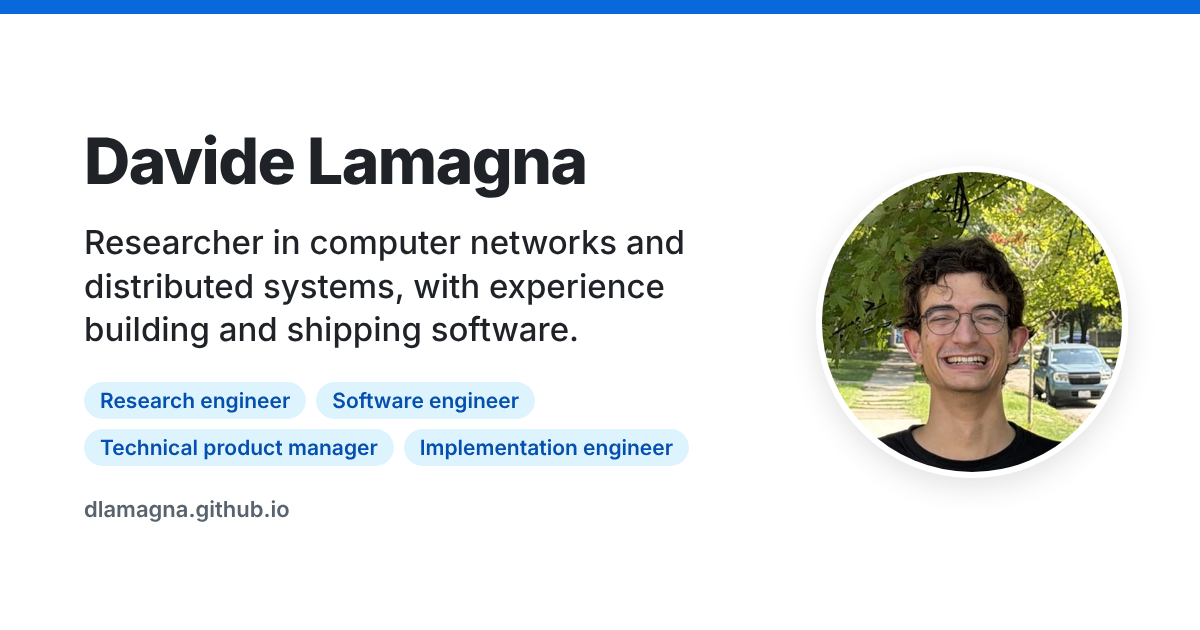 Davide Lamagna
Researcher in computer networks and
distributed systems, with experience
building and shipping software.
Research engineer
Software engineer
Technical product manager
Implementation engineer
dlamagna.github.io